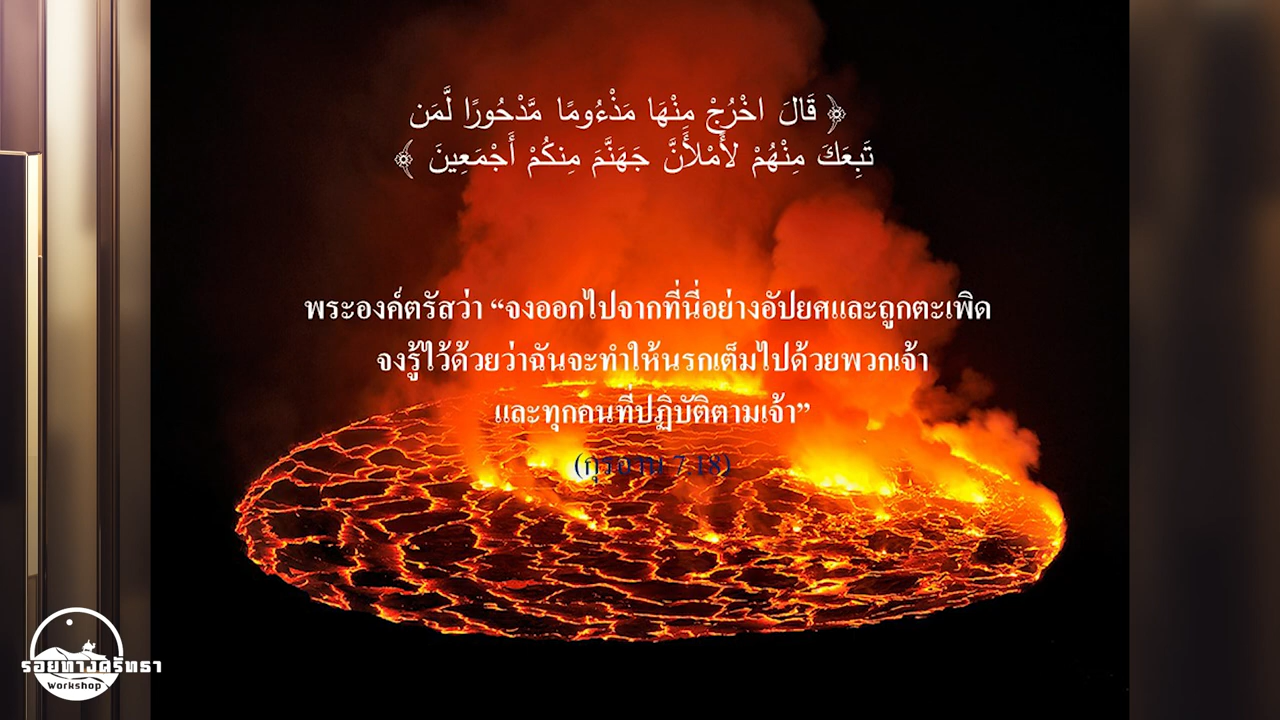 ﴿ قَالَ اخْرُجْ مِنْهَا مَذْءُومًا مَّدْحُورًا لَّمَن
تَبِعَكَ مِنْهُمْ لأَمْلأَنَّ جَهَنَّمَ مِنكُمْ أَجْمَعِينَ ﴾
พระองค์ตรัสว่า “จงออกไปจากที่นี่อย่างอัปยศและถูกตะเพิด
จงรู้ไว้ด้วยว่าฉันจะทำให้นรกเต็มไปด้วยพวกเจ้า
และทุกคนที่ปฏิบัติตามเจ้า”
(กุรอาน 7:18)
รอยทางศรัทธา
Workshop